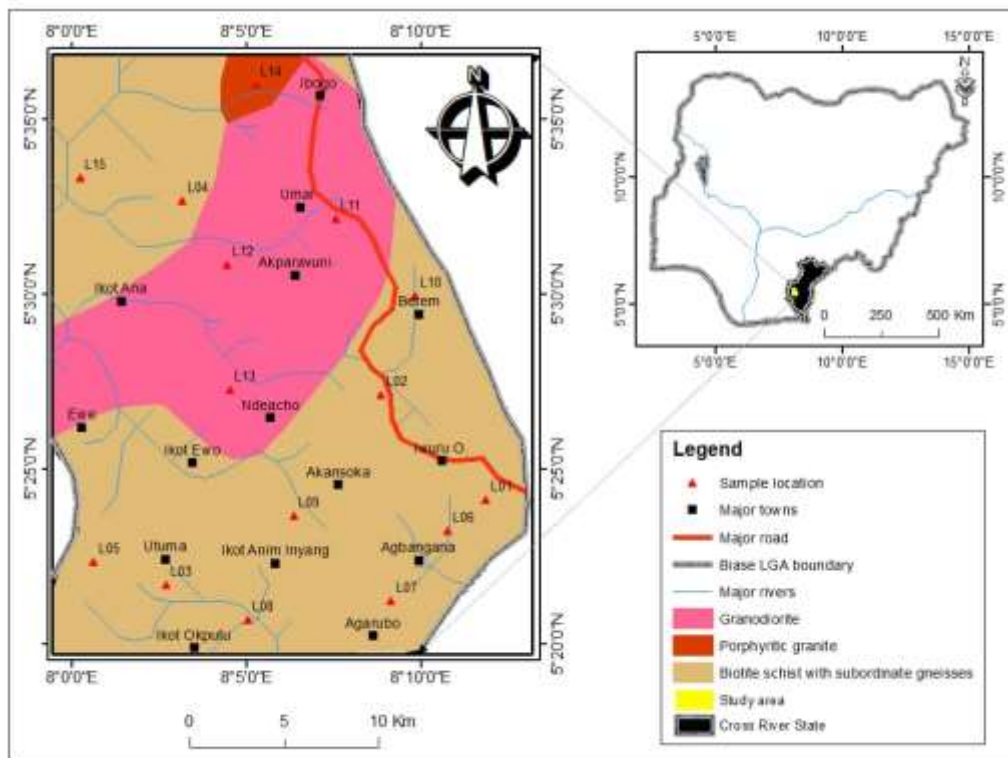 8°0'0"E 8°5'0"E 8°10'0"E
5°35'0"N
5°30'0"N
5°25'0"N
5°20'0"N
N
L14
Ibogo
L15
L04
Umai
L11
L12
Akparavuni
Ikot Ana
L10
Betem
L13
L02
Ndeitcho
Ewe
Ikot Ewo
Iwuru O
Akansoka
L01
L09
L06
L05
Utuma
Ikot Anim Inyang
Agbangana
L03
L07
L08
Ikot Okputu
Agarubo
5°35'0"N
5°30'0"N
5°25'0"N
5°20'0"N
8°0'0"E 8°5'0"E 8°10'0"E
0 5 10 Km
5°0'0"E 10°0'0"E 15°0'0"E
N
10°0'0"N
5°0'0"N
10°0'0"N
5°0'0"N
0 250 500 Km
5°0'0"E 10°0'0"E 15°0'0"E
Legend
Sample location
Major towns
Major road
Biase LGA boundary
Major rivers
Granodiorite
Porphyritic granite
Biotite schist with subordinate gneisses
Study area
Cross River State